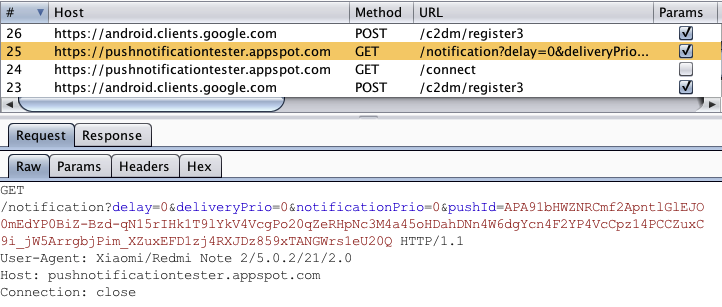 # Host Method URL Params
26 https://android.clients.google.com POST /c2dm/register3
25 https://pushnotificationtester.appspot.com GET /notification?delay=0&deliveryPrio...
24 https://pushnotificationtester.appspot.com GET /connect
23 https://android.clients.google.com POST /c2dm/register3
Request Response
Raw Params Headers Hex
GET
/notification?delay=0&deliveryPrio=0&notificationPrio=0&pushId=APA91bHWZNRCmf2ApntlGlEJO
0mEdYP0BiZ-Bzd-qN15rIHk1T9lYkV4VcgPo20qZeRHpNc3M4a45oHDahDNn4W6dgYcn4F2YP4VcCpz14PCCZuxC
9i_jW5ArrgbjPim_XZuxEFD1zj4RXJDz859xTANGWrs1eU20Q HTTP/1.1
User-Agent: Xiaomi/Redmi Note 2/5.0.2/21/2.0
Host: pushnotificationtester.appspot.com
Connection: close